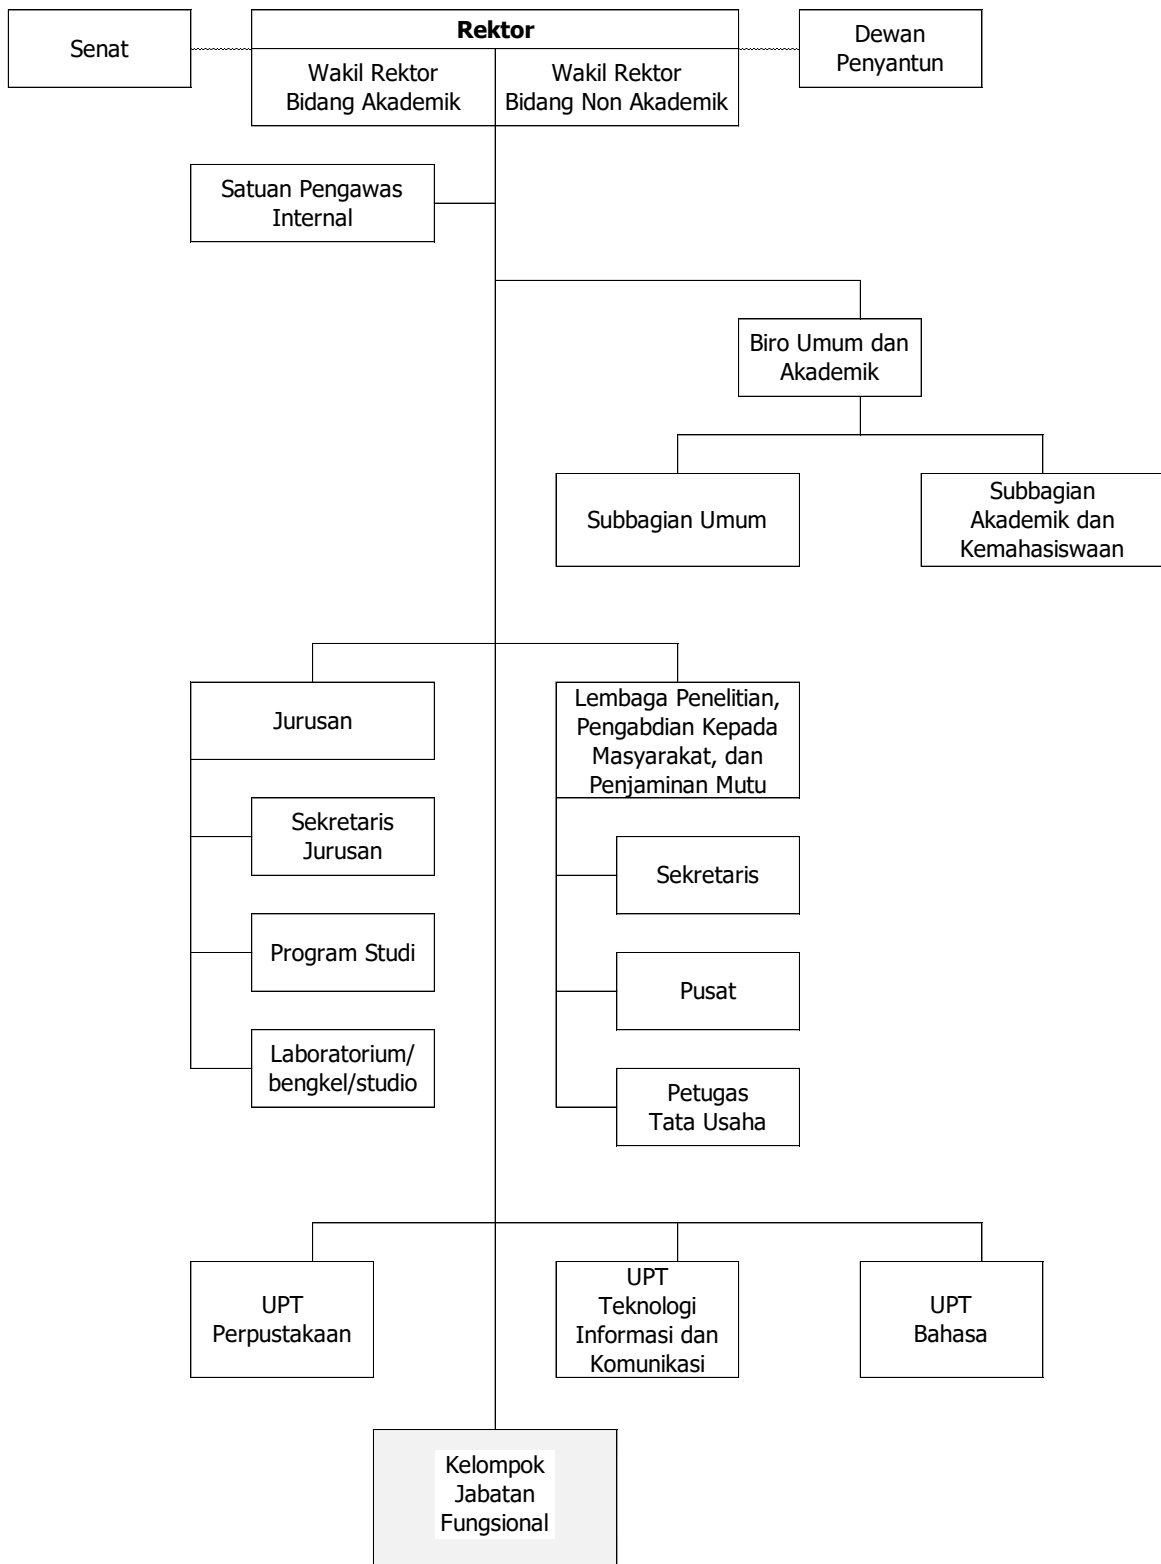 Senat
Rektor
Wakil Rektor
Bidang Akademik
Wakil Rektor
Bidang Non Akademik
Dewan
Penyantun
Satuan Pengawas
Internal
Biro Umum dan
Akademik
Subbagian Umum
Subbagian
Akademik dan
Kemahasiswaan
Jurusan
Sekretaris
Jurusan
Program Studi
Laboratorium/
bengkel/studio
Lembaga Penelitian,
Pengabdian Kepada
Masyarakat, dan
Penjaminan Mutu
Sekretaris
Pusat
Petugas
Tata Usaha
UPT
Perpustakaan
UPT
Teknologi
Informasi dan
Komunikasi
UPT
Bahasa
Kelompok
Jabatan
Fungsional